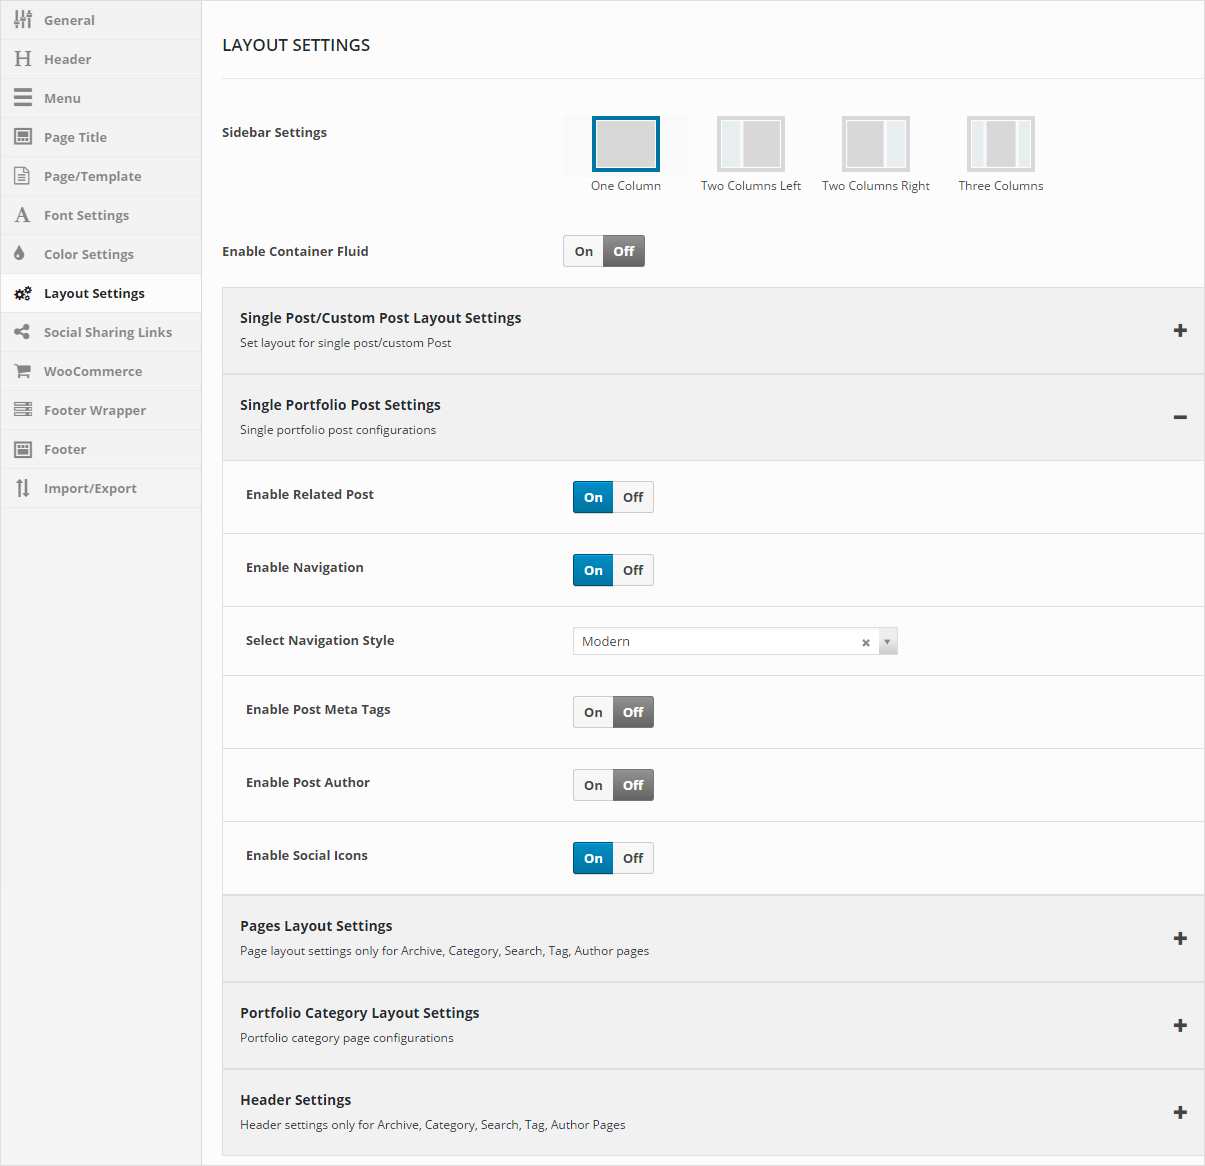 General
Header
Menu
Page Title
Page/Template
Font Settings
Color Settings
Layout Settings
Social Sharing Links
WooCommerce
Footer Wrapper
Footer
Import/Export
LAYOUT SETTINGS
Sidebar Settings
One Column
Two Columns Left
Two Columns Right
Three Columns
Enable Container Fluid
On Off
Single Post/Custom Post Layout Settings
Set layout for single post/custom Post
Single Portfolio Post Settings
Single portfolio post configurations
Enable Related Post
On Off
Enable Navigation
On Off
Select Navigation Style
Modern
Enable Post Meta Tags
On Off
Enable Post Author
On Off
Enable Social Icons
On Off
Pages Layout Settings
Page layout settings only for Archive, Category, Search, Tag, Author pages
Portfolio Category Layout Settings
Portfolio category page configurations
Header Settings
Header settings only for Archive, Category, Search, Tag, Author Pages